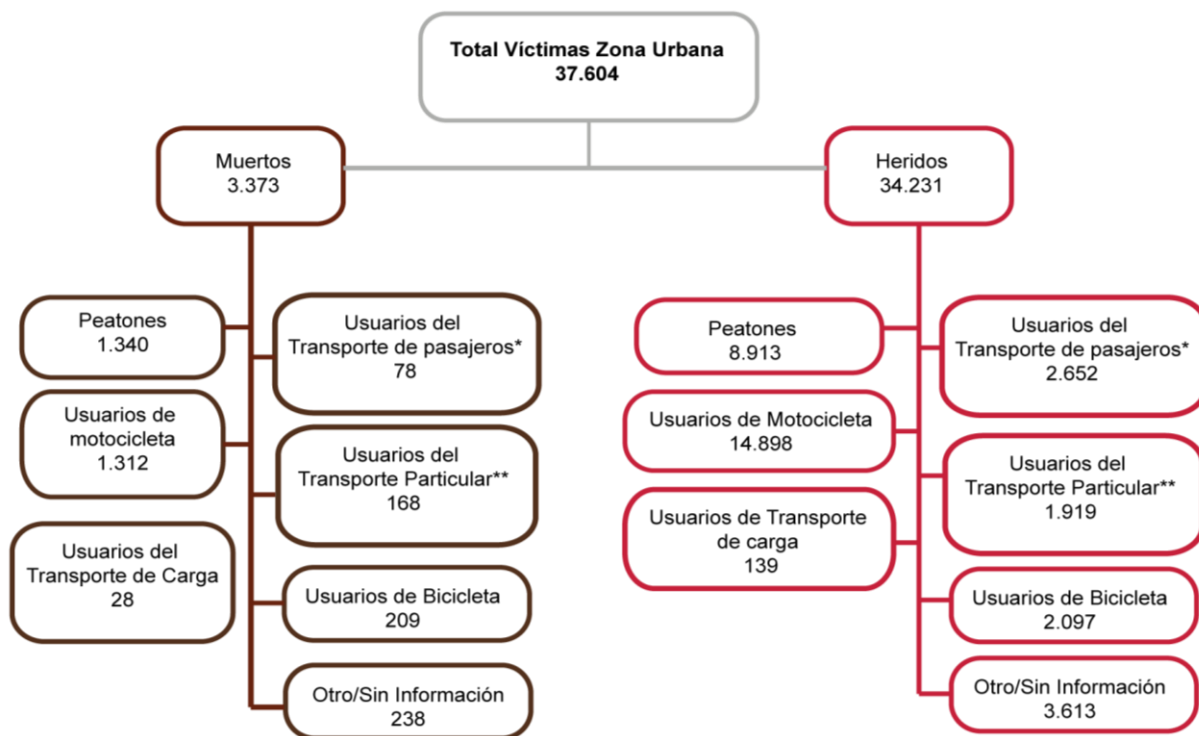 Total Víctimas Zona Urbana
37.604
Muertos
3.373
Heridos
34.231
Peatones
1.340
Usuarios del
Transporte de pasajeros*
78
Usuarios de
motocicleta
1.312
Usuarios del
Transporte Particular**
168
Usuarios del
Transporte de Carga
28
Usuarios de Bicicleta
209
Otro/Sin Información
238
Peatones
8.913
Usuarios del
Transporte de pasajeros*
2.652
Usuarios de Motocicleta
14.898
Usuarios del
Transporte Particular**
1.919
Usuarios de Transporte
de carga
139
Usuarios de Bicicleta
2.097
Otro/Sin Información
3.613